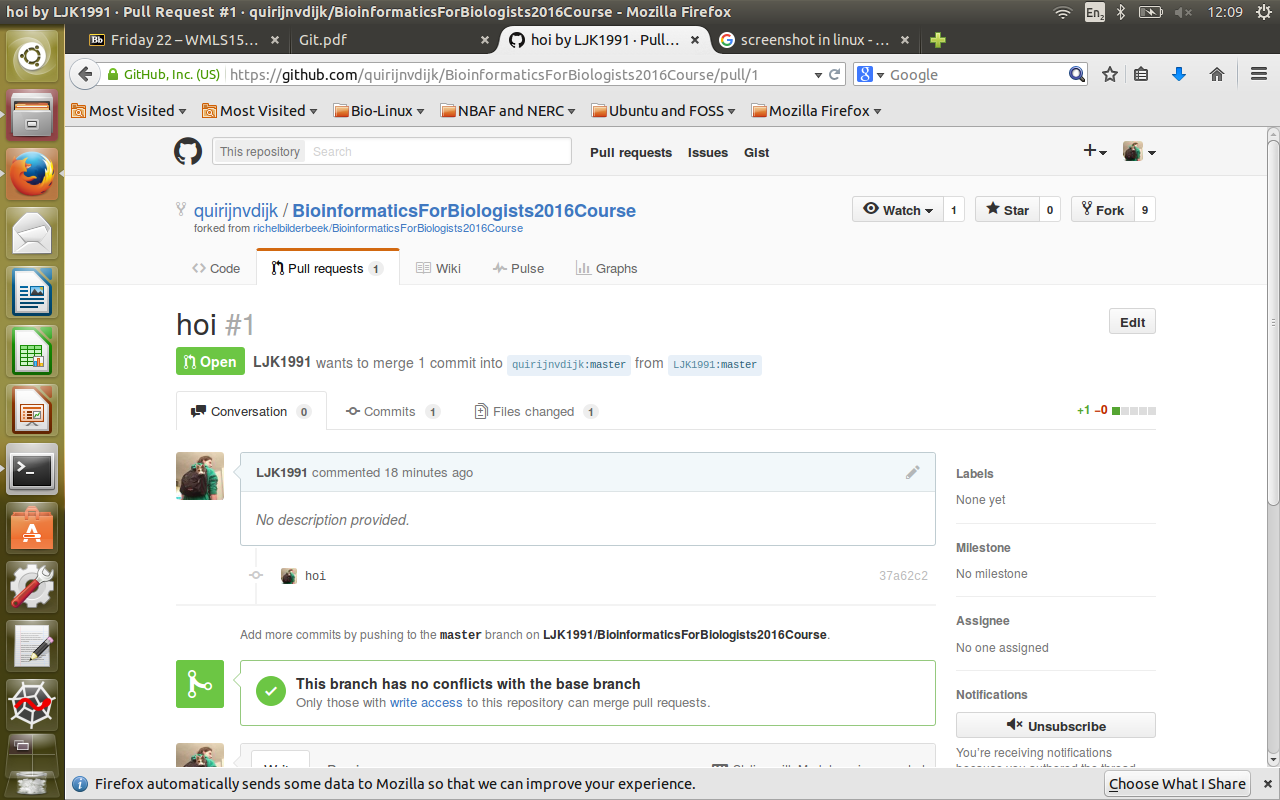 hoi by LJK1991 · Pull Request #1 · quirijnvdijk/BioinformaticsForBiologists2016Course - Mozilla Firefox
En2
12:09
Bb Friday 22 – WMLS15... ×
Git.pdf ×
hoi by LJK1991 · Pull... ×
screenshot in linux - ... ×
GitHub, Inc. (US) https://github.com/quirijnvdijk/BioinformaticsForBiologists2016Course/pull/1
8 Google
Most Visited
Most Visited
Bio-Linux
NBAF and NERC
Ubuntu and FOSS
Mozilla Firefox
This repository Search
Pull requests Issues Gist
quirijnvdijk / BioinformaticsForBiologists2016Course
Watch 1 Star 0 Fork 9
forked from richelbilderbeek/BioinformaticsForBiologists2016Course
Code Pull requests 1 Wiki Pulse Graphs
hoi #1
Edit
Open LJK1991 wants to merge 1 commit into quirijnvdijk:master from LJK1991:master
Conversation 0 Commits 1 Files changed 1
+1 −0
LJK1991 commented 18 minutes ago
No description provided.
hoi 37a62c2
Add more commits by pushing to the master branch on LJK1991/BioinformaticsForBiologists2016Course.
This branch has no conflicts with the base branch
Only those with write access to this repository can merge pull requests.
Labels
None yet
Milestone
No milestone
Assignee
No one assigned
Notifications
Unsubscribe
You're receiving notifications
because you authored the thread.
Firefox automatically sends some data to Mozilla so that we can improve your experience.
Choose What I Share ×